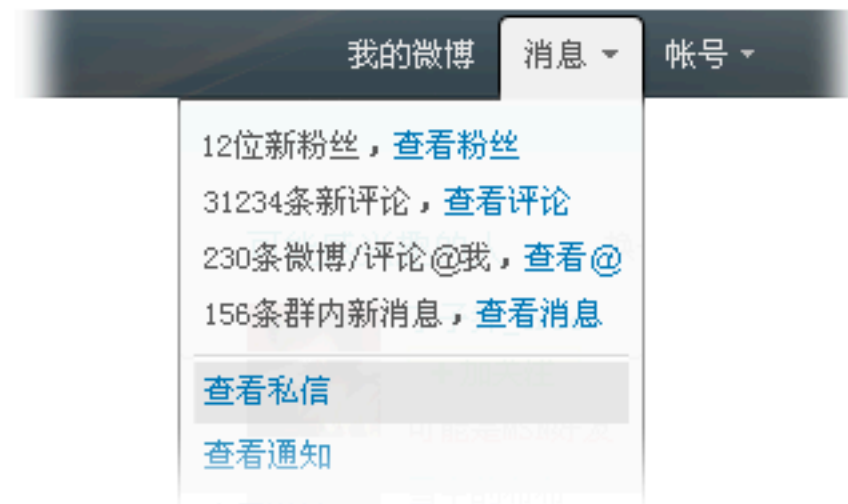 我的微博 消息 帐号
12位新粉丝，查看粉丝
31234条新评论，查看评论
230条微博/评论@我，查看@
156条群内新消息，查看消息
查看私信
查看通知